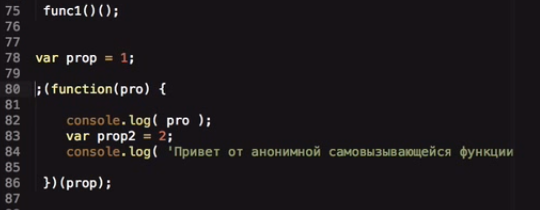 75 func1()();
76
77
78 var prop = 1;
79
80 ;(function(pro) {
81
82 console.log( pro );
83 var prop2 = 2;
84 console.log( 'Привет от анонимной самовызывающейся функции
85
86 })(prop);
87